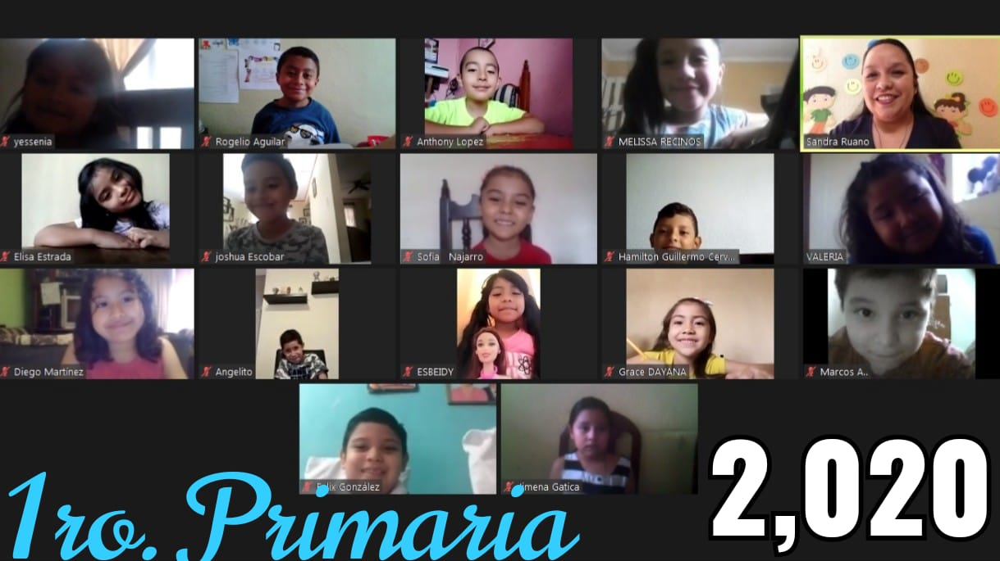 yessenia
Rogelio Aguilar
Anthony Lopez
MELISSA RECINOS
Sandra Ruano
Elisa Estrada
joshua Escobar
Sofia Najarro
Hamilton Guillermo Cerv...
VALERIA
Diego Martínez
Angelito
ESBEIDY
Grace DAYANA
Marcos A..
Felix González
Jimena Gatica
1ro. Primaria
2,020